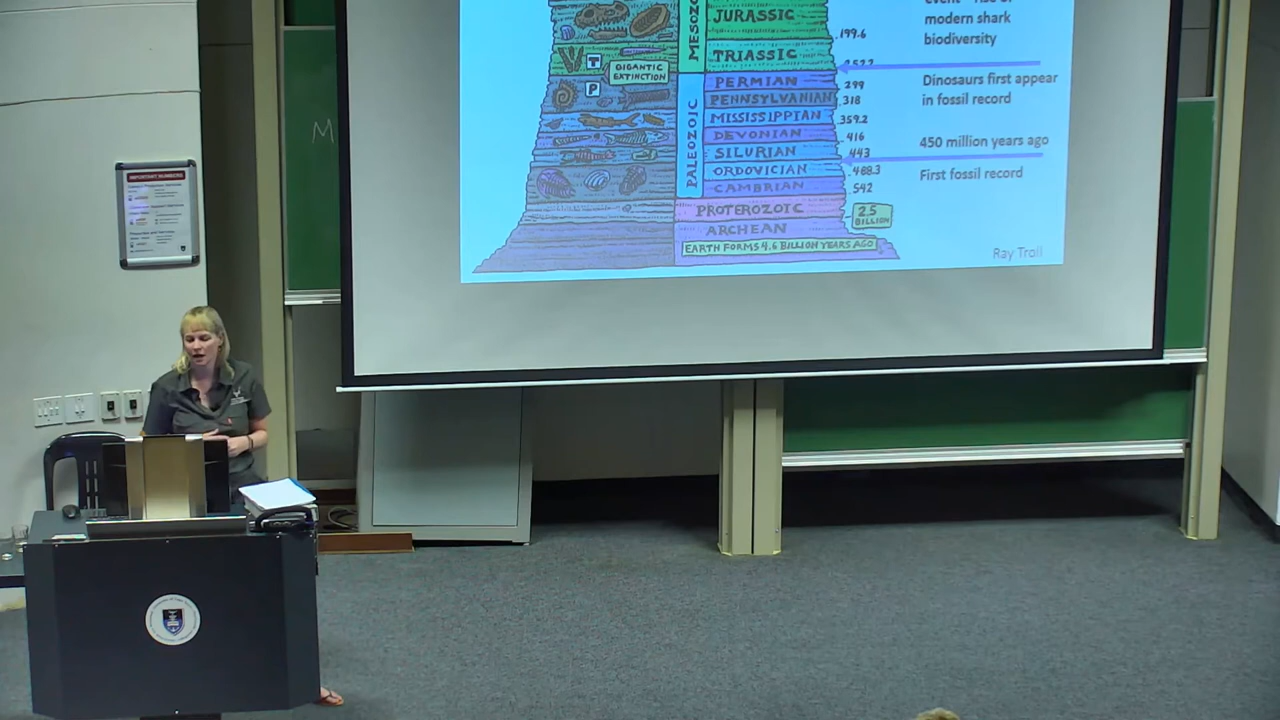 event - rise of
modern shark
biodiversity
MESOZO
JURASSIC
199.6
TRIASSIC
T
GIGANTIC
EXTINCTION
P
PALEOZOIC
PERMIAN
299
PENNSYLVANIAN
318
MISSISSIPPIAN
359.2
DEVONIAN
416
SILURIAN
443
ORDOVICIAN
488.3
CAMBRIAN
542
PROTEROZOIC
2.5
BILLION
ARCHEAN
EARTH FORMS 4.6 BILLION YEARS AGO
Dinosaurs first appear
in fossil record
450 million years ago
First fossil record
Ray Troll
M
IMPORTANT NUMBERS